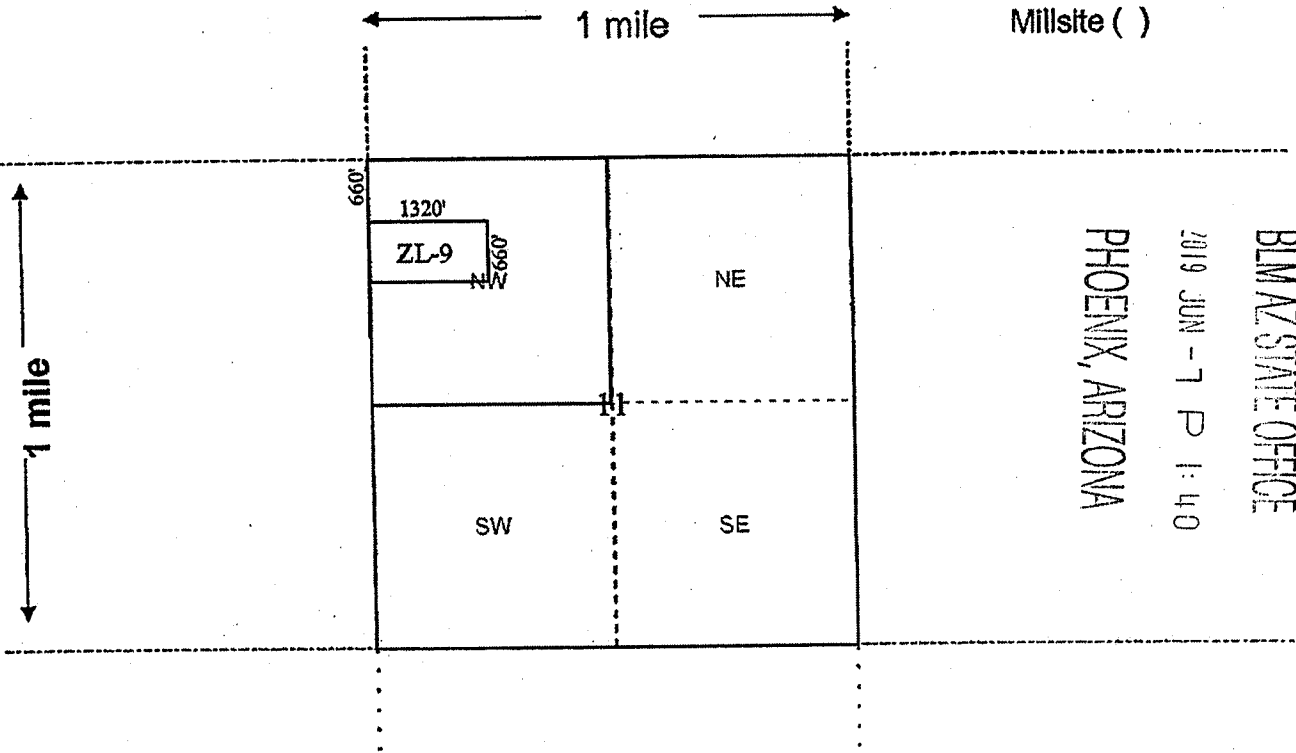 1 mile
Millsite ( )
660'
1320'
ZL-9
660'
NW
NE
1 mile
11
SW
SE
BLM AZ STATE OFFICE
2019 JUN -7 P 1:40
PHOENIX, ARIZONA